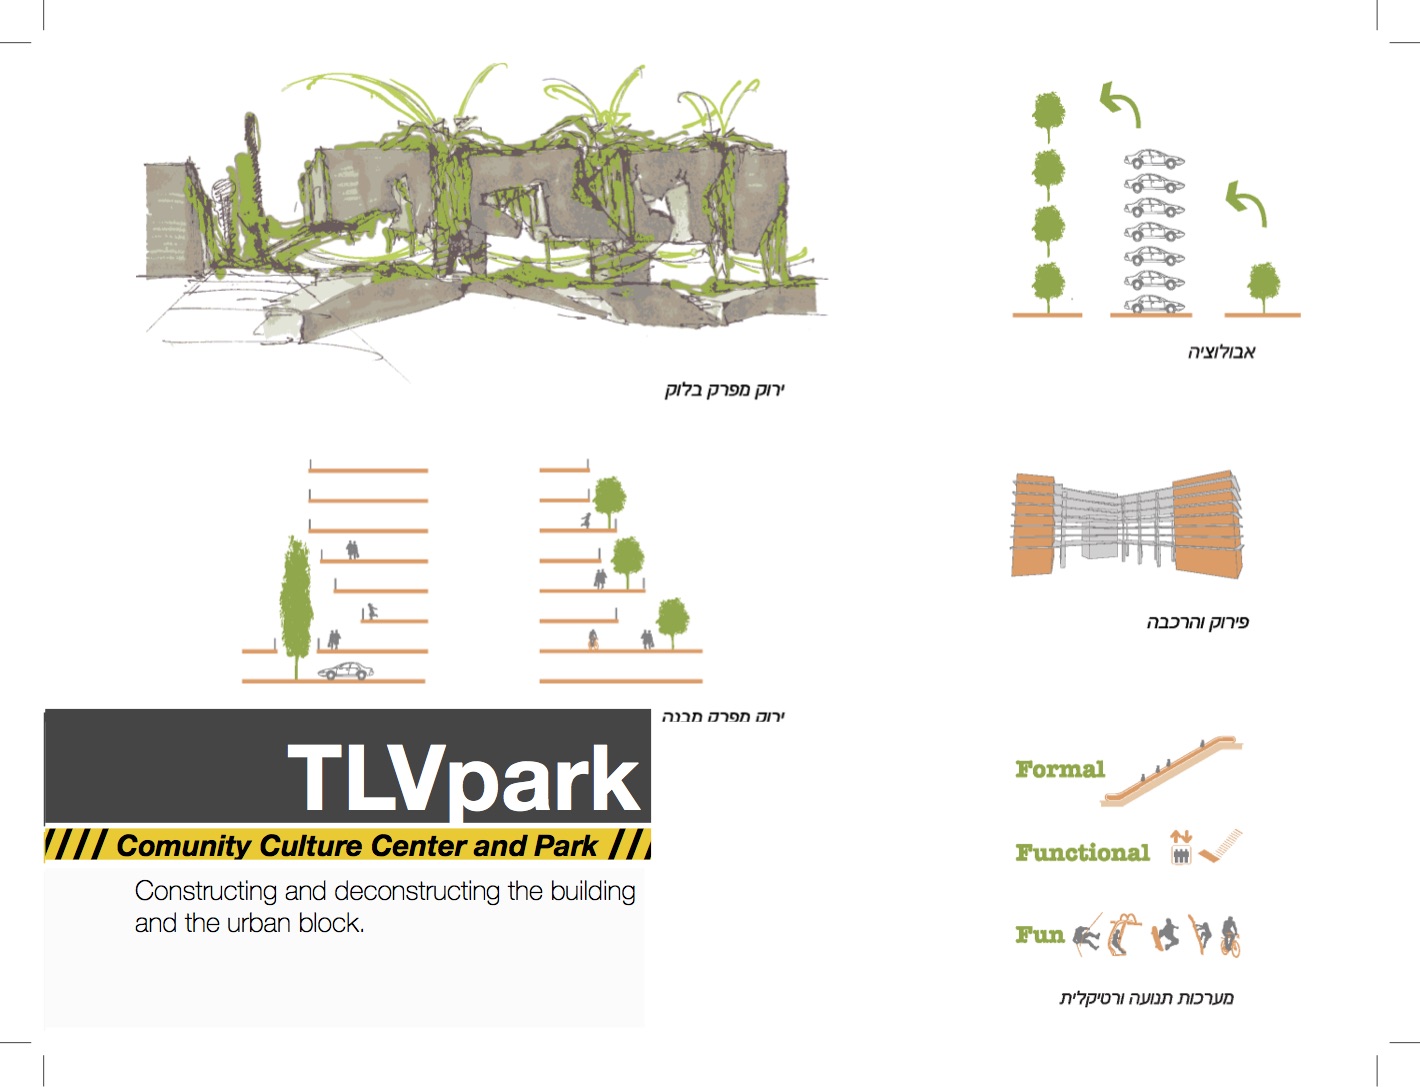 אבולוציה
ירוק מפרק בלוק
פירוק והרכבה
ירוק מפרק מבנה
TLVpark
//// Comunity Culture Center and Park ///
Constructing and deconstructing the building
and the urban block.
Formal
Functional
Fun
מערכות תנועה ורטיקלית